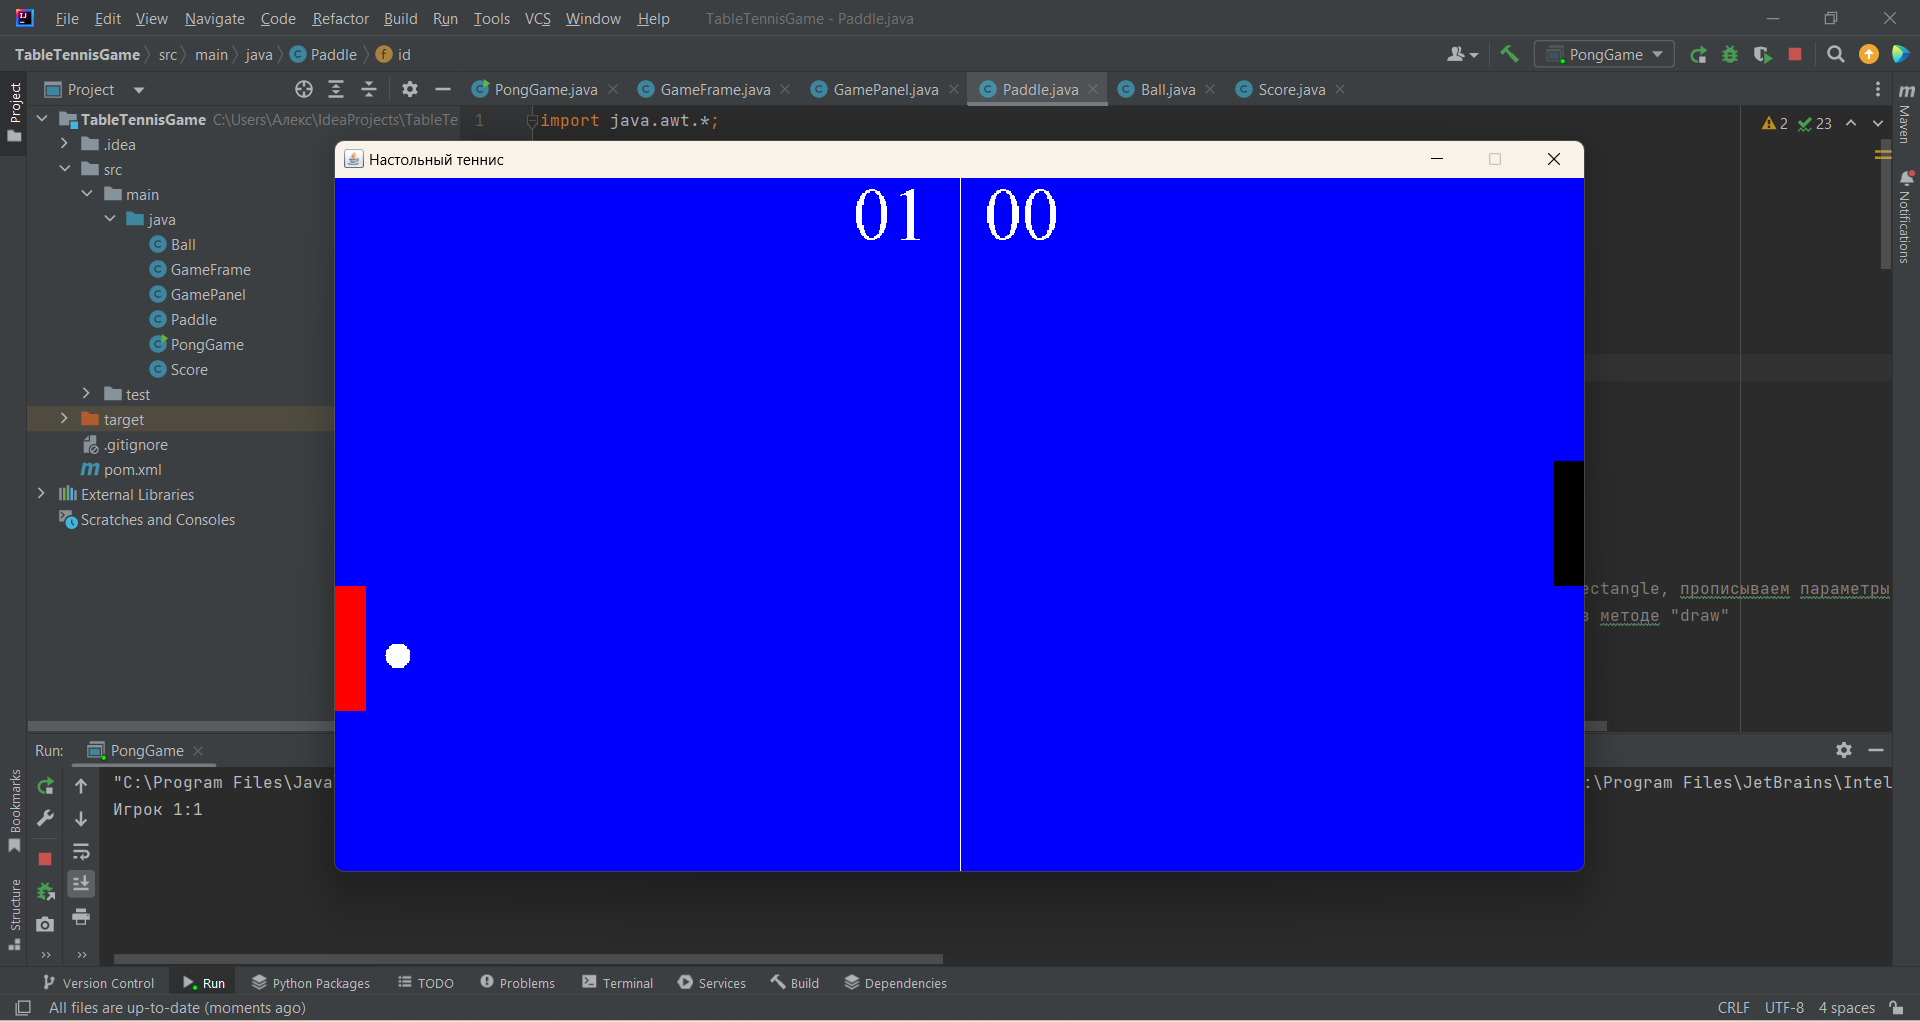 File Edit View Navigate Code Refactor Build Run Tools VCS Window Help TableTennisGame - Paddle.java
TableTennisGame src main java Paddle id PongGame
Project PongGame.java GameFrame.java GamePanel.java Paddle.java Ball.java Score.java
TableTennisGame C:\Users\Алекс\IdeaProjects\TableTe
1 import java.awt.*;
2 23
.idea
src
main
java
Ball
GameFrame
GamePanel
Paddle
PongGame
Score
test
target
.gitignore
pom.xml
External Libraries
Scratches and Consoles
Настольный теннис
01 00
ectangle, прописываем параметры
в методе "draw"
Run: PongGame
"C:\Program Files\Java
:\Program Files\JetBrains\Intel
Игрок 1:1
Project
Bookmarks
Structure
Maven
Notifications
Version Control Run Python Packages TODO Problems Terminal Services Build Dependencies
All files are up-to-date (moments ago) CRLF UTF-8 4 spaces